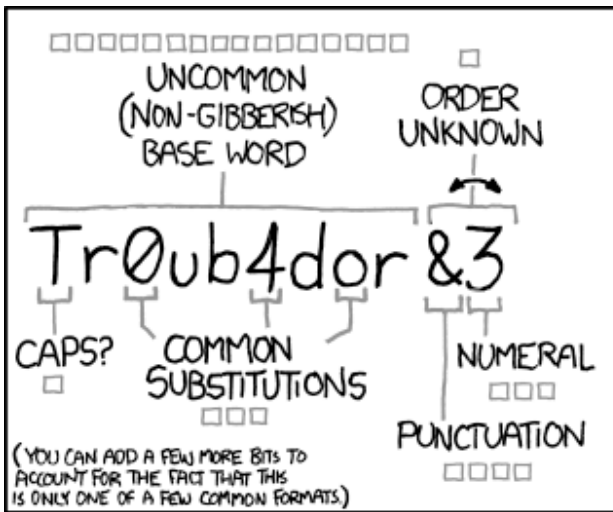 UNCOMMON
(NON-GIBBERISH)
BASE WORD
ORDER
UNKNOWN
Tr0ub4dor &3
CAPS?
COMMON
SUBSTITUTIONS
NUMERAL
PUNCTUATION
(YOU CAN ADD A FEW MORE BITS TO
ACCOUNT FOR THE FACT THAT THIS
IS ONLY ONE OF A FEW COMMON FORMATS.)